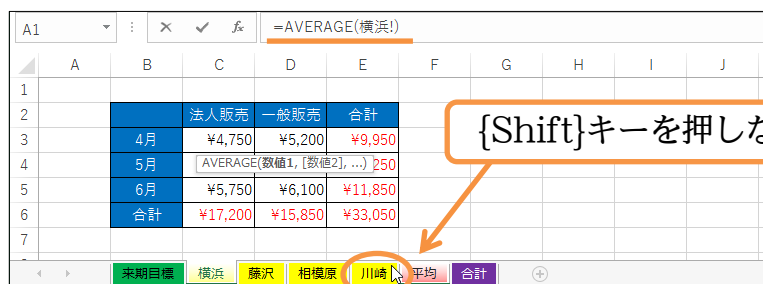 A1 fx =AVERAGE(横浜!)
A B C D E F G H I J
1
2 法人販売 一般販売 合計
3 4月 ¥4,750 ¥5,200 ¥9,950
{Shift}キーを押しな
4 5月 250
AVERAGE(数値1, [数値2], ...)
5 6月 ¥5,750 ¥6,100 ¥11,850
6 合計 ¥17,200 ¥15,850 ¥33,050
7
来期目標 横浜 藤沢 相模原 川崎 平均 合計